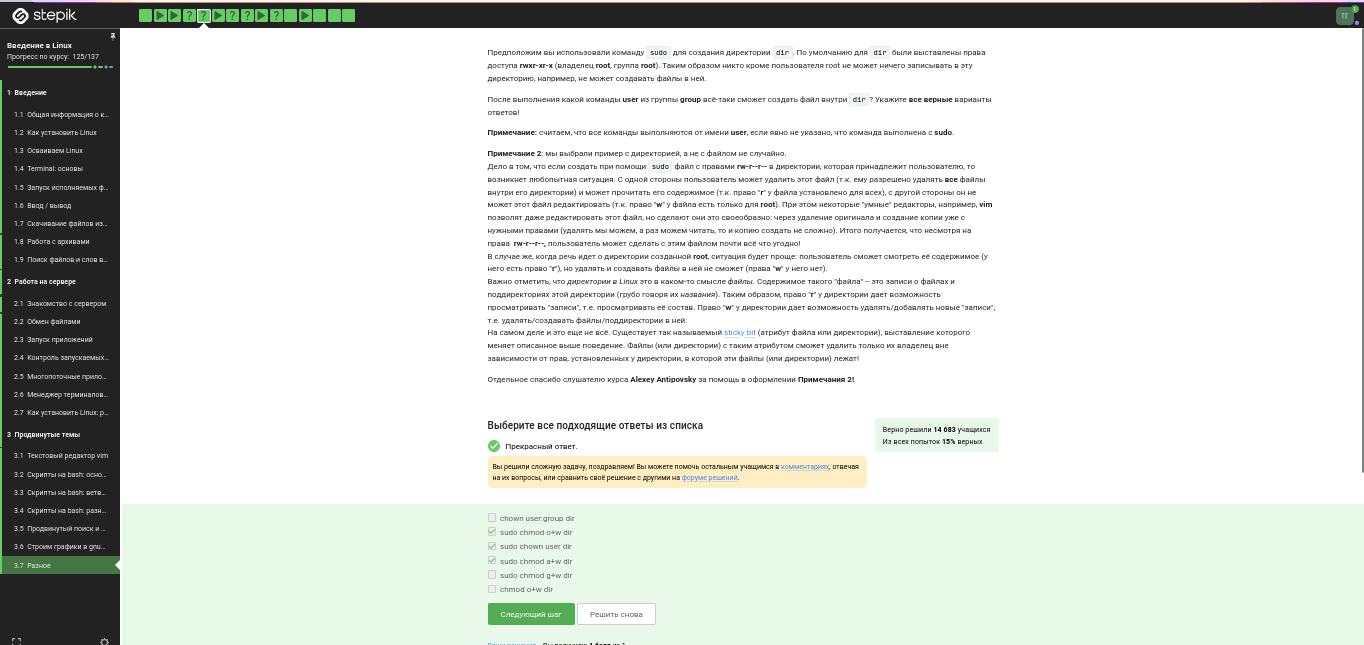 stepik
Введение в Linux
Прогресс по курсу: 125/137
1 Введение
1.1 Общая информация о к...
1.2 Как установить Linux
1.3 Осваиваем Linux
1.4 Terminal: основы
1.5 Запуск исполняемых ф...
1.6 Ввод / вывод
1.7 Скачивание файлов из...
1.8 Работа с архивами
1.9 Поиск файлов и слов в...
2 Работа на сервере
2.1 Знакомство с сервером
2.2 Обмен файлами
2.3 Запуск приложений
2.4 Контроль запускаемых...
2.5 Многопоточные прило...
2.6 Менеджер терминалов...
2.7 Как установить Linux: р...
3 Продвинутые темы
3.1 Текстовый редактор vim
3.2 Скрипты на bash: осно...
3.3 Скрипты на bash: ветв...
3.4 Скрипты на bash: разн...
3.5 Продвинутый поиск и ...
3.6 Строим графики в gnu...
3.7 Разное
Предположим вы использовали команду sudo для создания директории dir. По умолчанию для dir были выставлены права
доступа rwxr-xr-x (владелец root, группа root). Таким образом никто кроме пользователя root не может ничего записывать в эту
директорию, например, не может создавать файлы в ней.
После выполнения какой команды user из группы group всё-таки сможет создать файл внутри dir? Укажите все верные варианты
ответов!
Примечание: считаем, что все команды выполняются от имени user, если явно не указано, что команда выполнена с sudo.
Примечание 2: мы выбрали пример с директорией, а не с файлом не случайно.
Дело в том, что если создать при помощи sudo файл с правами rw-r--r-- в директории, которая принадлежит пользователю, то
возникнет любопытная ситуация. С одной стороны пользователь может удалить этот файл (т.к. ему разрешено удалять все файлы
внутри его директории) и может прочитать его содержимое (т.к. право "r" у файла установлено для всех), с другой стороны он не
может этот файл редактировать (т.к. право "w" у файла есть только для root). При этом некоторые "умные" редакторы, например, vim
позволят даже редактировать этот файл, но сделают они это своеобразно: через удаление оригинала и создание копии уже с
нужными правами (удалять мы можем, а раз можем читать, то и копию создать не сложно). Итого получается, что несмотря на
права rw-r--r--, пользователь может сделать с этим файлом почти всё что угодно!
В случае же, когда речь идет о директории созданной root, ситуация будет проще: пользователь сможет смотреть её содержимое (у
него есть право "r"), но удалять и создавать файлы в ней не сможет (права "w" у него нет).
Важно отметить, что директории в Linux это в каком-то смысле файлы. Содержимое такого "файла" – это записи о файлах и
поддиректориях этой директории (грубо говоря их названия). Таким образом, право "r" у директории дает возможность
просматривать "записи", т.е. просматривать её состав. Право "w" у директории дает возможность удалять/добавлять новые "записи",
т.е. удалять/создавать файлы/поддиректории в ней.
На самом деле и это еще не всё. Существует так называемый sticky bit (атрибут файла или директории), выставление которого
меняет описанное выше поведение. Файлы (или директории) с таким атрибутом сможет удалить только их владелец вне
зависимости от прав, установленных у директории, в которой эти файлы (или директории) лежат!
Отдельное спасибо слушателю курса Alexey Antipovsky за помощь в оформлении Примечания 2!
Выберите все подходящие ответы из списка
Верно решили 14 683 учащихся
Из всех попыток 15% верных
Прекрасный ответ.
Вы решили сложную задачу, поздравляем! Вы можете помочь остальным учащимся в комментариях, отвечая
на их вопросы, или сравнить своё решение с другими на форуме решений.
chown user:group dir
sudo chmod o+w dir
sudo chown user dir
sudo chmod a+w dir
sudo chmod g+w dir
chmod o+w dir
Следующий шаг
Решить снова